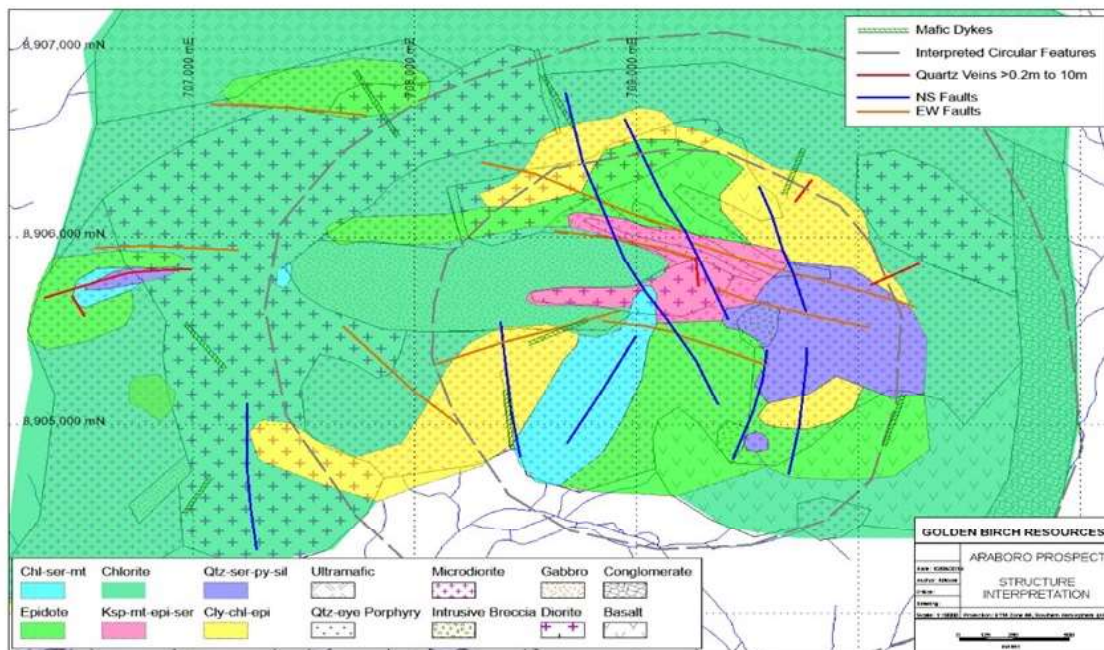 Mafic Dykes
Interpreted Circular Features
Quartz Veins >0.2m to 10m
NS Faults
EW Faults
8,907,000 mN
707,000 mE
708,000 mE
709,000 mE
8,906,000 mN
8,905,000 mN
Chl-ser-mt
Chlorite
Qtz-ser-py-sil
Ultramafic
Microdiorite
Gabbro
Conglomerate
Epidote
Ksp-mt-epi-ser
Cly-chl-epi
Qtz-eye Porphyry
Intrusive Breccia
Diorite
Basalt
GOLDEN BIRCH RESOURCES
ARABORO PROSPECT
STRUCTURE
INTERPRETATION